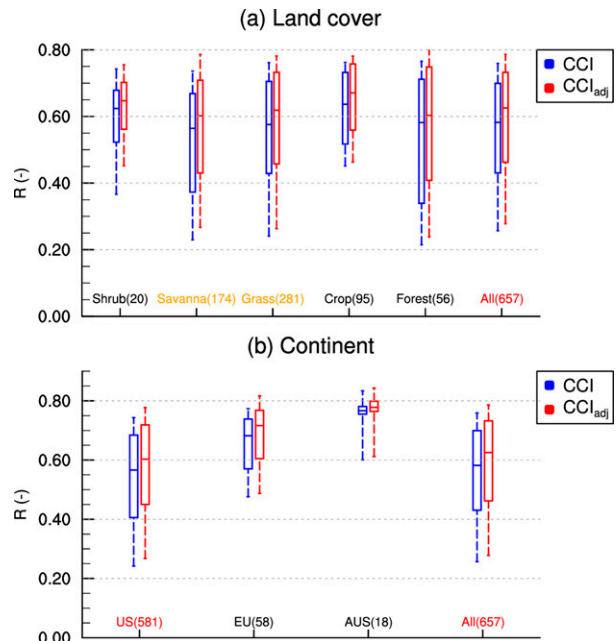 (a) Land cover
0.80
0.60
0.40
0.20
0.00
R (-)
CCI
CCIadj
Shrub(20) Savanna(174) Grass(281) Crop(95) Forest(56) All(657)
(b) Continent
0.80
0.60
0.40
0.20
0.00
R (-)
CCI
CCIadj
US(581) EU(58) AUS(18) All(657)